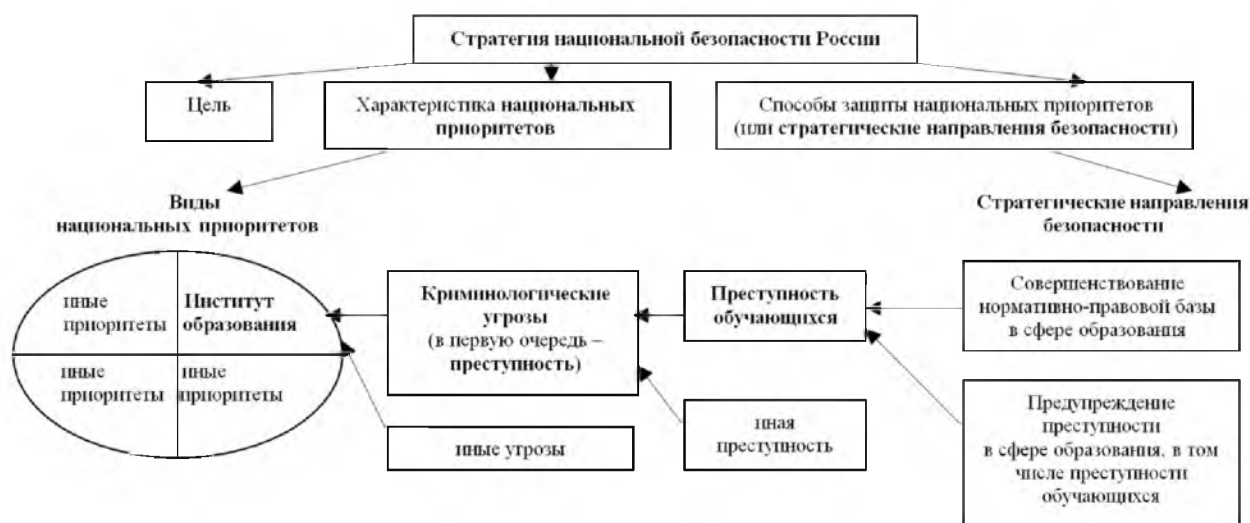 Стратегия национальной безопасности России
Цель
Характеристика национальных
приоритетов
Способы защиты национальных приоритетов
(или стратегические направления безопасности)
Виды
национальных приоритетов
Стратегические направления
безопасности
иные
приоритеты
Институт
образования
иные
приоритеты
иные
приоритеты
Криминологические
угрозы
(в первую очередь –
преступность)
иные угрозы
Преступность
обучающихся
иная
преступность
Совершенствование
нормативно-правовой базы
в сфере образования
Предупреждение
преступности
в сфере образования, в том
числе преступности
обучающихся